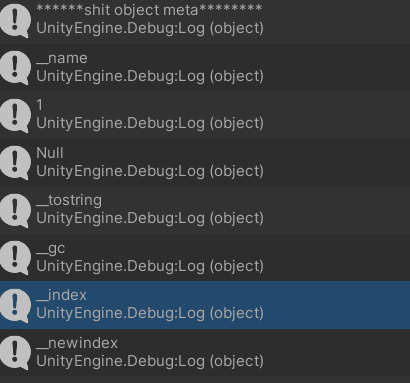 ******shit object meta********
UnityEngine.Debug:Log (object)
__name
UnityEngine.Debug:Log (object)
1
UnityEngine.Debug:Log (object)
Null
UnityEngine.Debug:Log (object)
__tostring
UnityEngine.Debug:Log (object)
__gc
UnityEngine.Debug:Log (object)
__index
UnityEngine.Debug:Log (object)
__newindex
UnityEngine.Debug:Log (object)